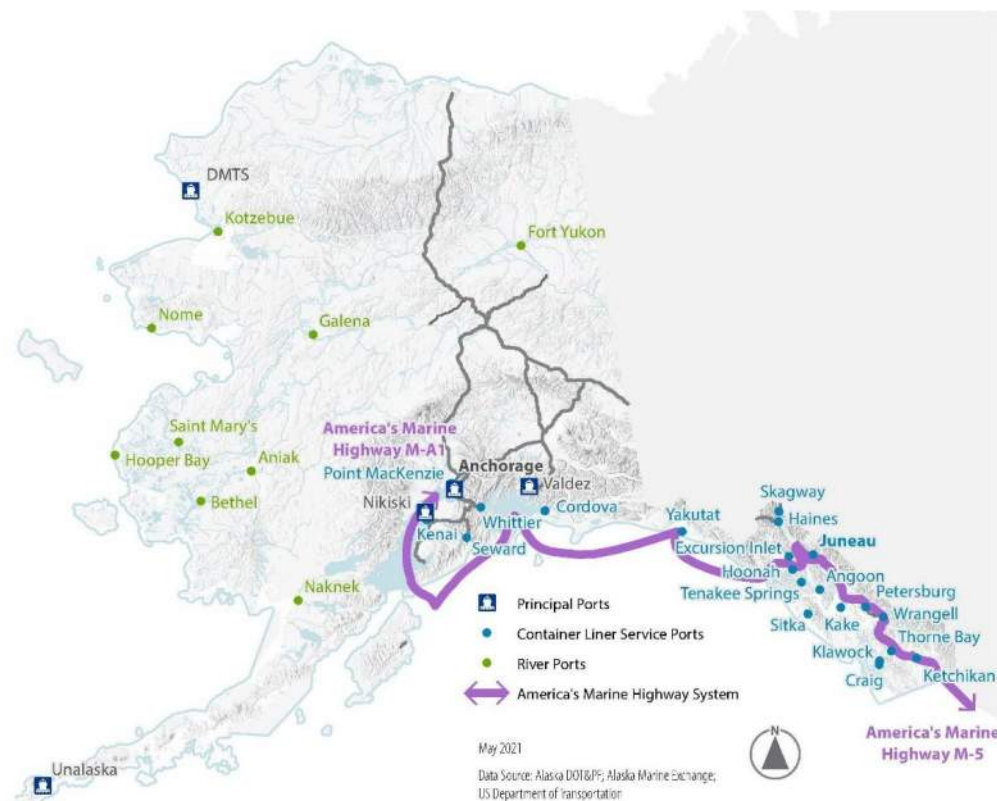 DMTS
Kotzebue
Fort Yukon
Nome
Galena
Saint Mary's
Hooper Bay
Aniak
Bethel
Naknek
Unalaska
America's Marine
Highway M-A1
Point MacKenzie
Anchorage
Nikiski
Kenai
Valdez
Whittier
Seward
Cordova
Yakutat
Skagway
Haines
Excursion Inlet
Juneau
Hoonah
Angoon
Tenakee Springs
Petersburg
Sitka
Kake
Wrangell
Thorne Bay
Klawock
Craig
Ketchikan
America's Marine
Highway M-5
Principal Ports
Container Liner Service Ports
River Ports
America's Marine Highway System
May 2021
Data Source: Alaska DOT&PF; Alaska Marine Exchange;
US Department of Transportation
N